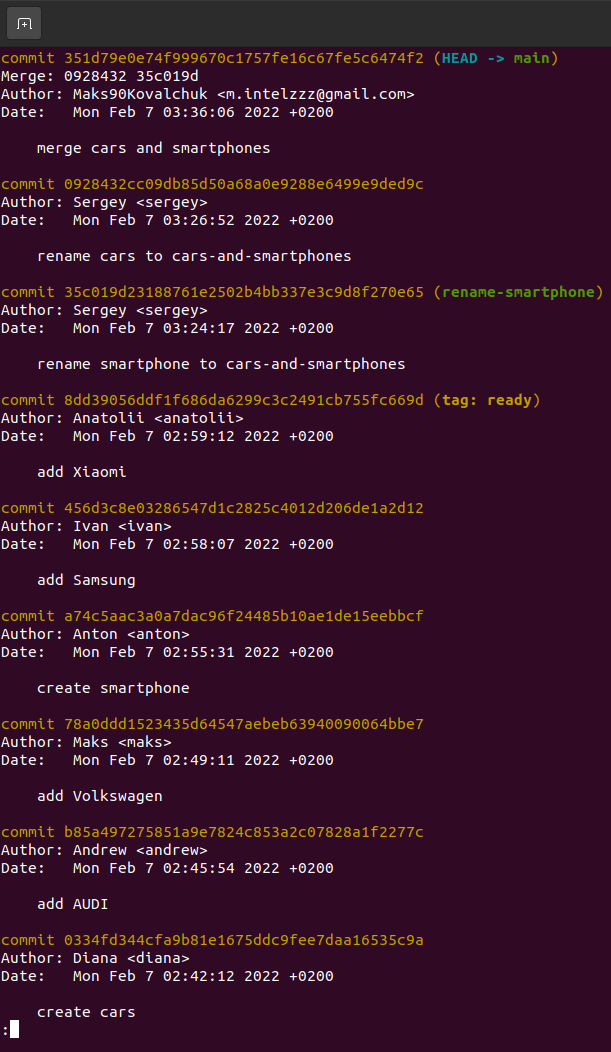 commit 351d79e0e74f999670c1757fe16c67fe5c6474f2 (HEAD -> main)
Merge: 0928432 35c019d
Author: Maks90Kovalchuk <m.intelzzz@gmail.com>
Date:   Mon Feb 7 03:36:06 2022 +0200
    merge cars and smartphones
commit 0928432cc09db85d50a68a0e9288e6499e9ded9c
Author: Sergey <sergey>
Date:   Mon Feb 7 03:26:52 2022 +0200
    rename cars to cars-and-smartphones
commit 35c019d23188761e2502b4bb337e3c9d8f270e65 (rename-smartphone)
Author: Sergey <sergey>
Date:   Mon Feb 7 03:24:17 2022 +0200
    rename smartphone to cars-and-smartphones
commit 8dd39056ddf1f686da6299c3c2491cb755fc669d (tag: ready)
Author: Anatolii <anatolii>
Date:   Mon Feb 7 02:59:12 2022 +0200
    add Xiaomi
commit 456d3c8e03286547d1c2825c4012d206de1a2d12
Author: Ivan <ivan>
Date:   Mon Feb 7 02:58:07 2022 +0200
    add Samsung
commit a74c5aac3a0a7dac96f24485b10ae1de15eebbcf
Author: Anton <anton>
Date:   Mon Feb 7 02:55:31 2022 +0200
    create smartphone
commit 78a0ddd1523435d64547aebeb63940090064bbe7
Author: Maks <maks>
Date:   Mon Feb 7 02:49:11 2022 +0200
    add Volkswagen
commit b85a497275851a9e7824c853a2c07828a1f2277c
Author: Andrew <andrew>
Date:   Mon Feb 7 02:45:54 2022 +0200
    add AUDI
commit 0334fd344cfa9b81e1675ddc9fee7daa16535c9a
Author: Diana <diana>
Date:   Mon Feb 7 02:42:12 2022 +0200
    create cars
: